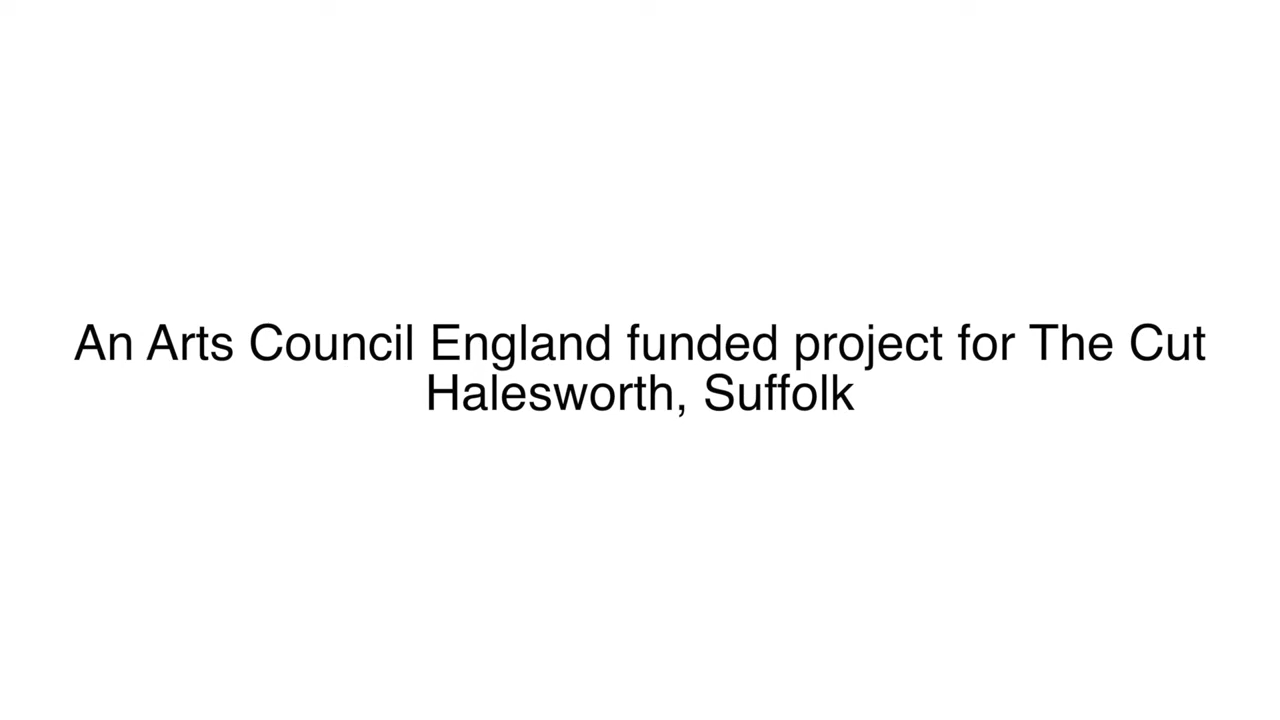 An Arts Council England funded project for The Cut
Halesworth, Suffolk